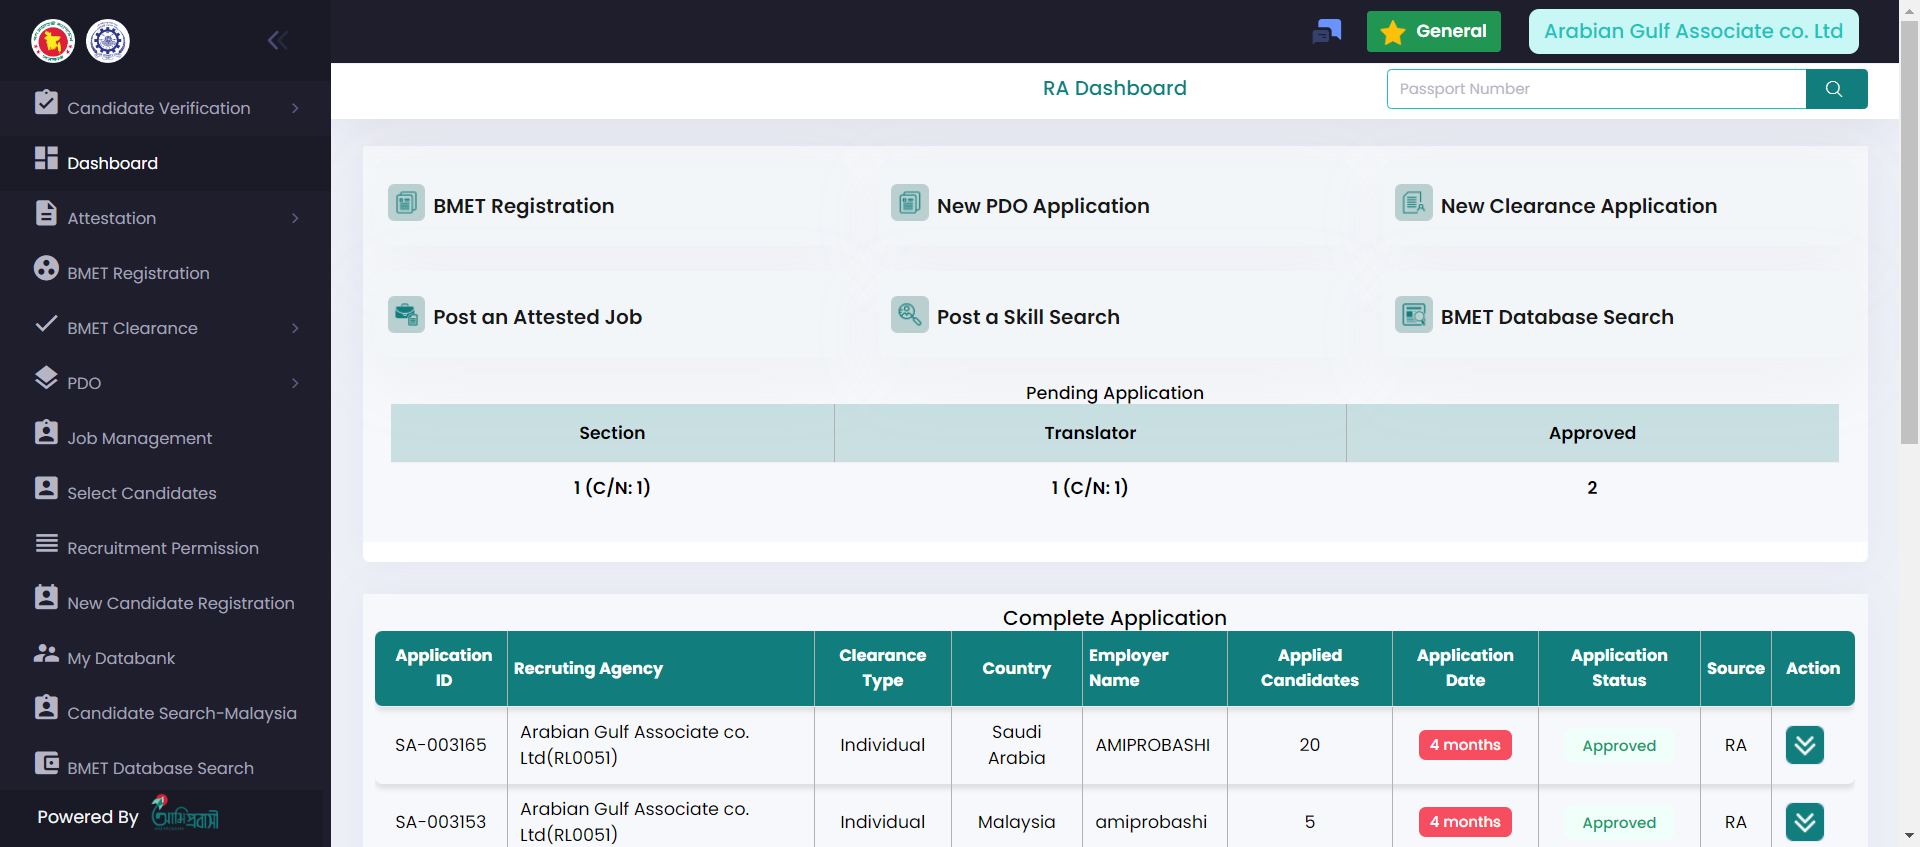 General
Arabian Gulf Associate co. Ltd
RA Dashboard
Passport Number
Candidate Verification
Dashboard
Attestation
BMET Registration
BMET Clearance
PDO
Job Management
Select Candidates
Recruitment Permission
New Candidate Registration
My Databank
Candidate Search-Malaysia
BMET Database Search
Powered By আমি প্রবাসী
BMET Registration
New PDO Application
New Clearance Application
Post an Attested Job
Post a Skill Search
BMET Database Search
Pending Application
Section Translator Approved
1 (C/N: 1) 1 (C/N: 1) 2
Complete Application
Application
ID
Recruting Agency
Clearance
Type
Country
Employer
Name
Applied
Candidates
Application
Date
Application
Status
Source
Action
SA-003165
Arabian Gulf Associate co.
Ltd(RL0051)
Individual
Saudi
Arabia
AMIPROBASHI
20
4 months
Approved
RA
SA-003153
Arabian Gulf Associate co.
Ltd(RL0051)
Individual
Malaysia
amiprobashi
5
4 months
Approved
RA